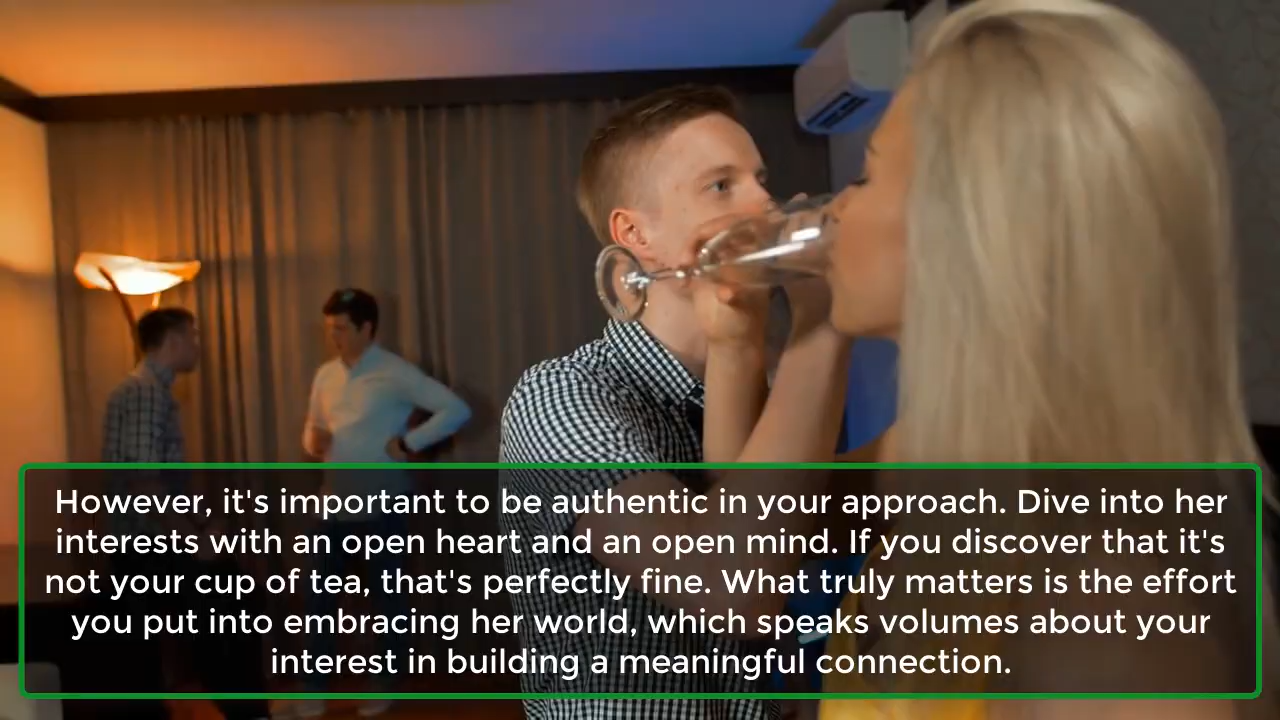 However, it's important to be authentic in your approach. Dive into her
interests with an open heart and an open mind. If you discover that it's
not your cup of tea, that's perfectly fine. What truly matters is the effort
you put into embracing her world, which speaks volumes about your
interest in building a meaningful connection.